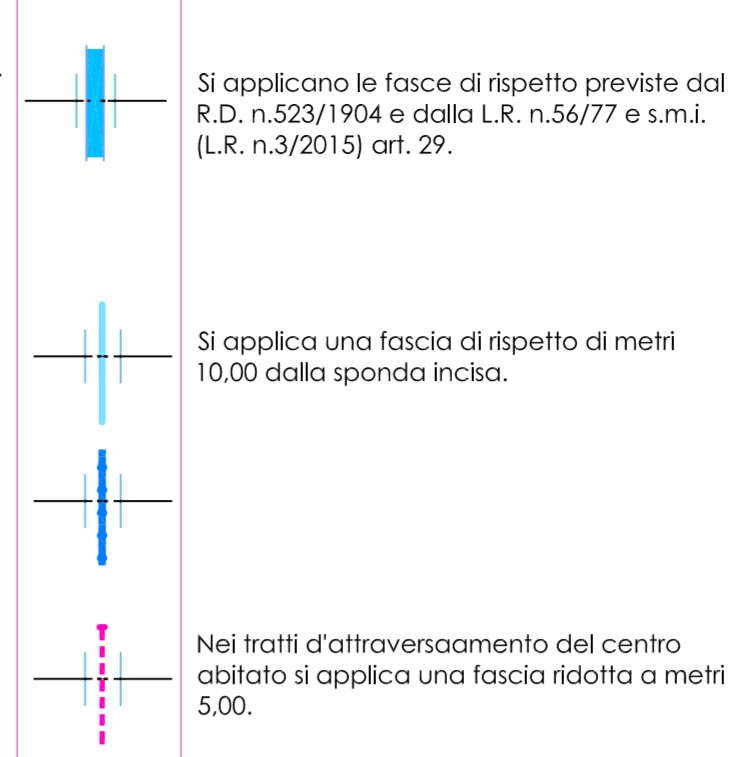 Si applicano le fasce di rispetto previste dal
R.D. n.523/1904 e dalla L.R. n.56/77 e s.m.i.
(L.R. n.3/2015) art. 29.
Si applica una fascia di rispetto di metri
10,00 dalla sponda incisa.
Nei tratti d'attraversaamento del centro
abitato si applica una fascia ridotta a metri
5,00.